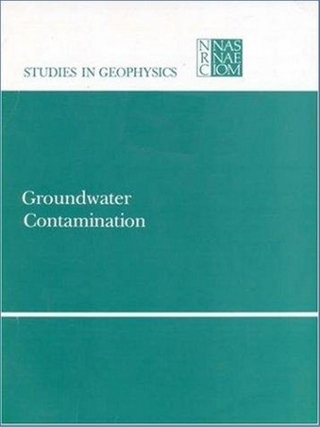 STUDIES IN GEOPHYSICS
NRC
NAS
NAE
IOM
Groundwater
Contamination